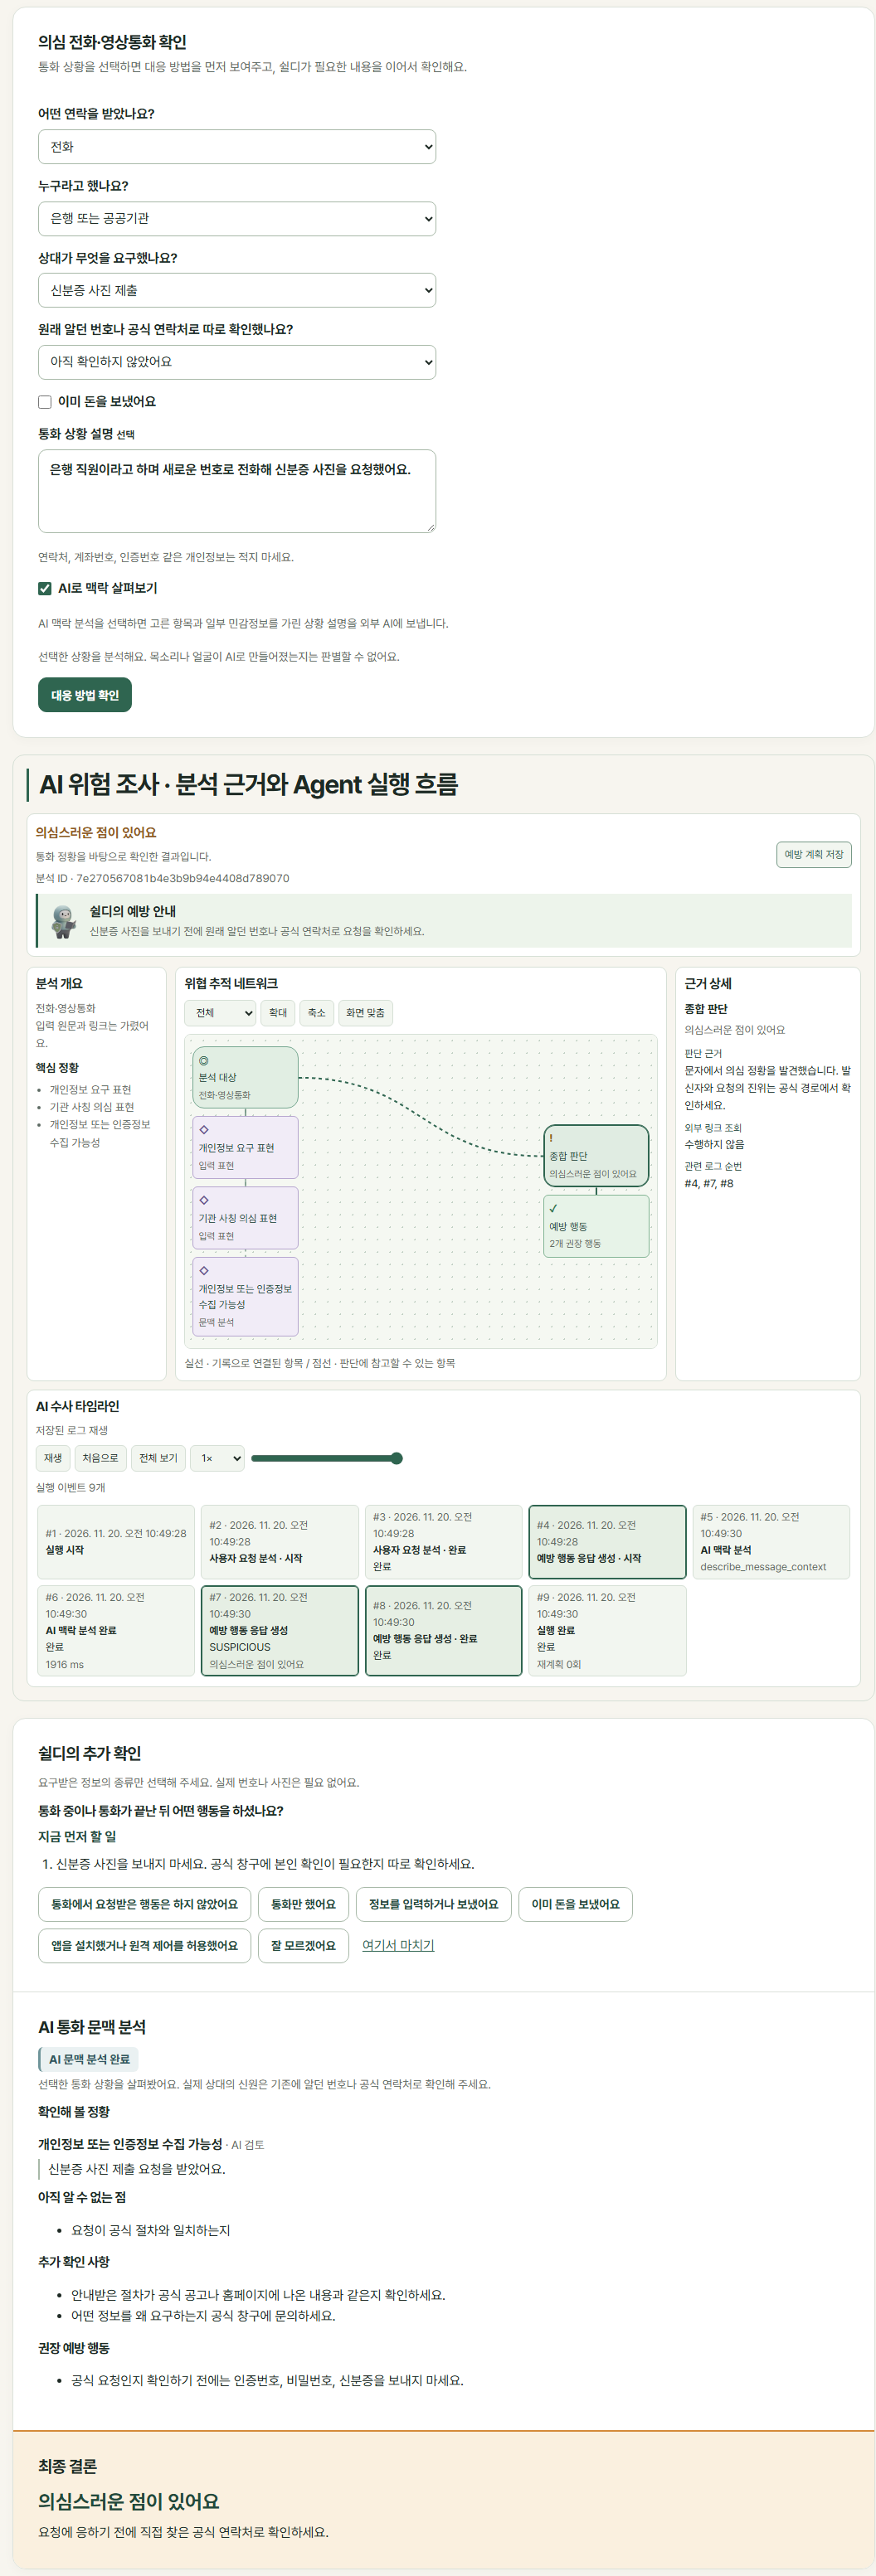 의심 전화·영상통화 확인
통화 상황을 선택하면 대응 방법을 먼저 보여주고, 쉴디가 필요한 내용을 이어서 확인해요.
어떤 연락을 받았나요?
전화
누구라고 했나요?
은행 또는 공공기관
상대가 무엇을 요구했나요?
신분증 사진 제출
원래 알던 번호나 공식 연락처로 따로 확인했나요?
아직 확인하지 않았어요
이미 돈을 보냈어요
통화 상황 설명 선택
은행 직원이라고 하며 새로운 번호로 전화해 신분증 사진을 요청했어요.
연락처, 계좌번호, 인증번호 같은 개인정보는 적지 마세요.
AI로 맥락 살펴보기
AI 맥락 분석을 선택하면 고른 항목과 일부 민감정보를 가린 상황 설명을 외부 AI에 보냅니다.
선택한 상황을 분석해요. 목소리나 얼굴이 AI로 만들어졌는지는 판별할 수 없어요.
대응 방법 확인
AI 위험 조사 · 분석 근거와 Agent 실행 흐름
의심스러운 점이 있어요
통화 정황을 바탕으로 확인한 결과입니다.
분석 ID · 7e270567081b4e3b9b94e4408d789070
예방 계획 저장
쉴디의 예방 안내
신분증 사진을 보내기 전에 원래 알던 번호나 공식 연락처로 요청을 확인하세요.
분석 개요
전화·영상통화
입력 원문과 링크는 가렸어
요.
핵심 정황
• 개인정보 요구 표현
• 기관 사칭 의심 표현
• 개인정보 또는 인증정보
수집 가능성
위협 추적 네트워크
전체
확대
축소
화면 맞춤
◎
분석 대상
전화·영상통화
◇
개인정보 요구 표현
입력 표현
◇
기관 사칭 의심 표현
입력 표현
◇
개인정보 또는 인증정보
수집 가능성
문맥 분석
!
종합 판단
의심스러운 점이 있어요
✓
예방 행동
2개 권장 행동
실선 · 기록으로 연결된 항목 / 점선 · 판단에 참고할 수 있는 항목
근거 상세
종합 판단
의심스러운 점이 있어요
판단 근거
문자에서 의심 정황을 발견했습니다. 발
신자와 요청의 진위는 공식 경로에서 확
인하세요.
외부 링크 조회
수행하지 않음
관련 로그 순번
#4, #7, #8
AI 수사 타임라인
저장된 로그 재생
재생
처음으로
전체 보기
1×
실행 이벤트 9개
#1 · 2026. 11. 20. 오전 10:49:28
실행 시작
#2 · 2026. 11. 20. 오전
10:49:28
사용자 요청 분석 · 시작
#3 · 2026. 11. 20. 오전
10:49:28
사용자 요청 분석 · 완료
완료
#4 · 2026. 11. 20. 오전
10:49:28
예방 행동 응답 생성 · 시작
#5 · 2026. 11. 20. 오전
10:49:30
AI 맥락 분석
describe_message_context
#6 · 2026. 11. 20. 오전
10:49:30
AI 맥락 분석 완료
완료
1916 ms
#7 · 2026. 11. 20. 오전
10:49:30
예방 행동 응답 생성
SUSPICIOUS
의심스러운 점이 있어요
#8 · 2026. 11. 20. 오전
10:49:30
예방 행동 응답 생성 · 완료
완료
#9 · 2026. 11. 20. 오전
10:49:30
실행 완료
완료
재계획 0회
쉴디의 추가 확인
요구받은 정보의 종류만 선택해 주세요. 실제 번호나 사진은 필요 없어요.
통화 중이나 통화가 끝난 뒤 어떤 행동을 하셨나요?
지금 먼저 할 일
1. 신분증 사진을 보내지 마세요. 공식 창구에 본인 확인이 필요한지 따로 확인하세요.
통화에서 요청받은 행동은 하지 않았어요
통화만 했어요
정보를 입력하거나 보냈어요
이미 돈을 보냈어요
앱을 설치했거나 원격 제어를 허용했어요
잘 모르겠어요
여기서 마치기
AI 통화 문맥 분석
AI 문맥 분석 완료
선택한 통화 상황을 살펴봤어요. 실제 상대의 신원은 기존에 알던 번호나 공식 연락처로 확인해 주세요.
확인해 볼 정황
개인정보 또는 인증정보 수집 가능성 · AI 검토
신분증 사진 제출 요청을 받았어요.
아직 알 수 없는 점
• 요청이 공식 절차와 일치하는지
추가 확인 사항
• 안내받은 절차가 공식 공고나 홈페이지에 나온 내용과 같은지 확인하세요.
• 어떤 정보를 왜 요구하는지 공식 창구에 문의하세요.
권장 예방 행동
• 공식 요청인지 확인하기 전에는 인증번호, 비밀번호, 신분증을 보내지 마세요.
최종 결론
의심스러운 점이 있어요
요청에 응하기 전에 직접 찾은 공식 연락처로 확인하세요.